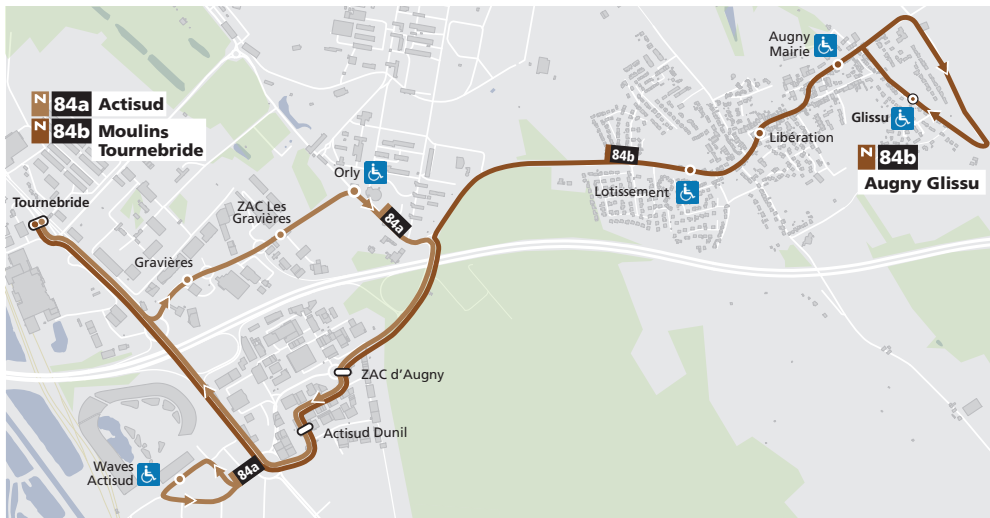 N 84a Actisud
N 84b Moulins
Tournebride
Tournebride
Gravières
ZAC Les
Gravières
Orly
84a
84b
Lotissement
Libération
Augny
Mairie
Glissu
N 84b
Augny Glissu
ZAC d'Augny
Actisud Dunil
84a
Waves
Actisud